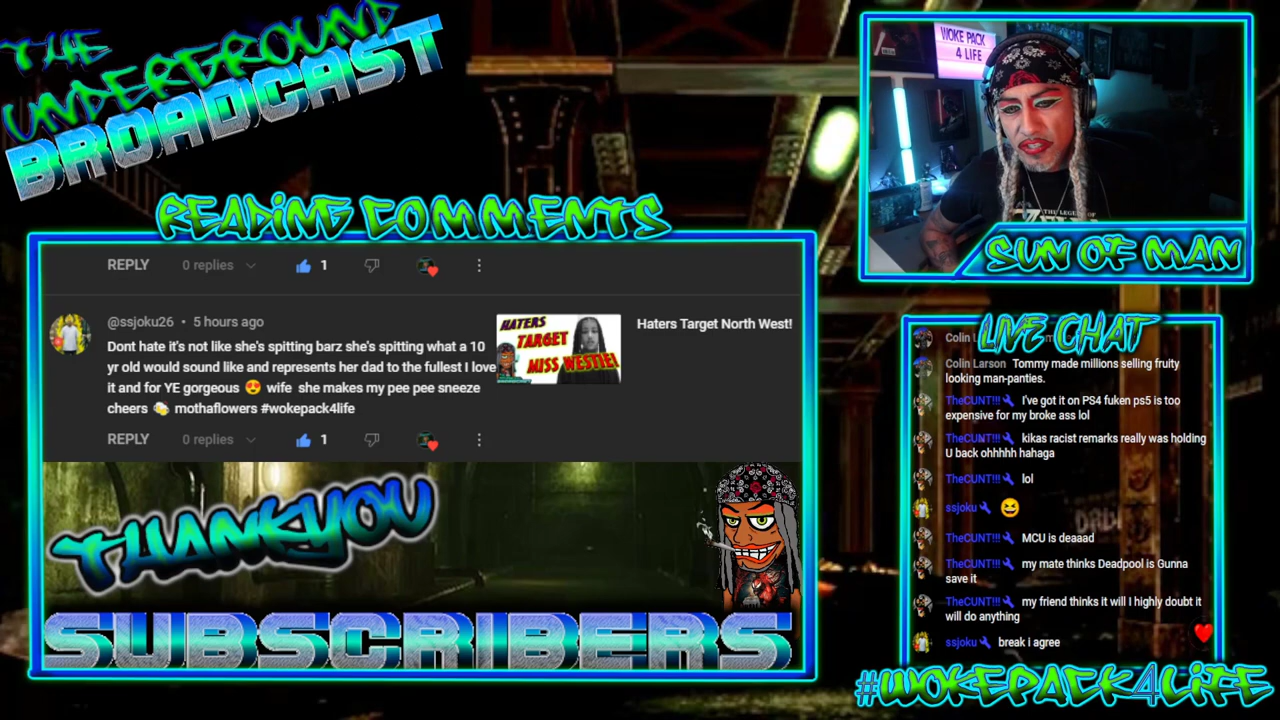 THE
UNDERGROUND
BROADCAST
WOKE PACK
4 LIFE
THE LEGEND OF
SUN OF MAN
READING COMMENTS
REPLY 0 replies 1
@ssjoku26 • 5 hours ago
Dont hate it's not like she's spitting barz she's spitting what a 10
yr old would sound like and represents her dad to the fullest I love
it and for YE gorgeous 😍 wife she makes my pee pee sneeze
cheers 🍻 mothaflowers #wokepack4life
HATERS
TARGET
MISS WESTIE!
Haters Target North West!
REPLY 0 replies 1
THANKYOU
SUBSCRIBERS
LIVE CHAT
Colin
Colin Larson Tommy made millions selling fruity
looking man-panties.
TheCUNT!!! I've got it on PS4 fuken ps5 is too
expensive for my broke ass lol
TheCUNT!!! kikas racist remarks really was holding
U back ohhhhh hahaga
TheCUNT!!! lol
ssjoku 😆
TheCUNT!!! MCU is deaaad
TheCUNT!!! my mate thinks Deadpool is Gunna
save it
TheCUNT!!! my friend thinks it will I highly doubt it
will do anything
ssjoku break i agree
#WOKEPACK4LIFE